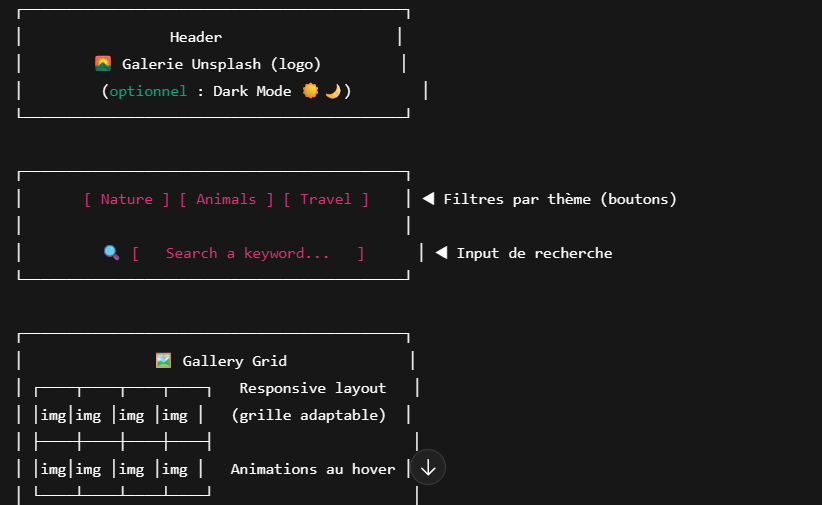 Header
🌄 Galerie Unsplash (logo)
(optionnel : Dark Mode 🌞🌙)
[ Nature ] [ Animals ] [ Travel ] ◀ Filtres par thème (boutons)
🔍 [ Search a keyword... ] ◀ Input de recherche
🖼️ Gallery Grid
Responsive layout
|img|img |img |img | (grille adaptable)
|img|img |img |img | Animations au hover